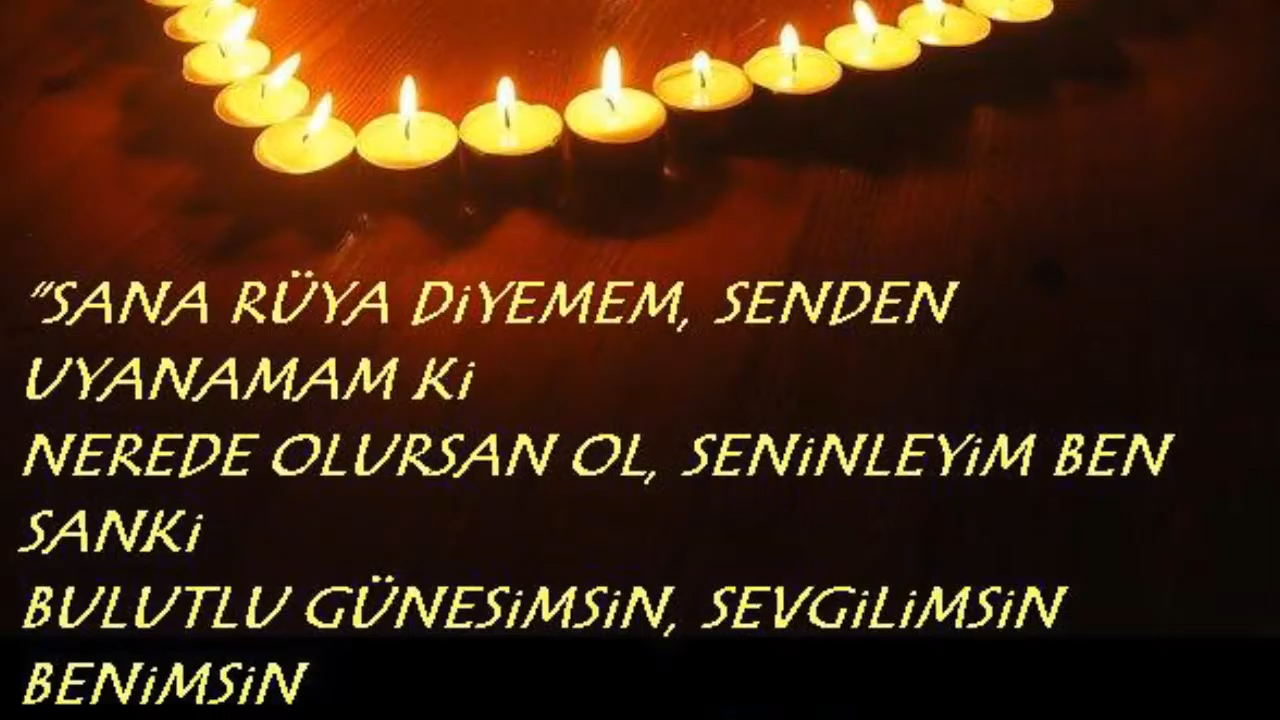 “SANA RÜYA DiYEMEM, SENDEN
UYANAMAM Ki
NEREDE OLURSAN OL, SENiNLEYiM BEN
SANKi
BULUTLU GÜNESiMSiN, SEVGiLiMSiN
BENiMSiN